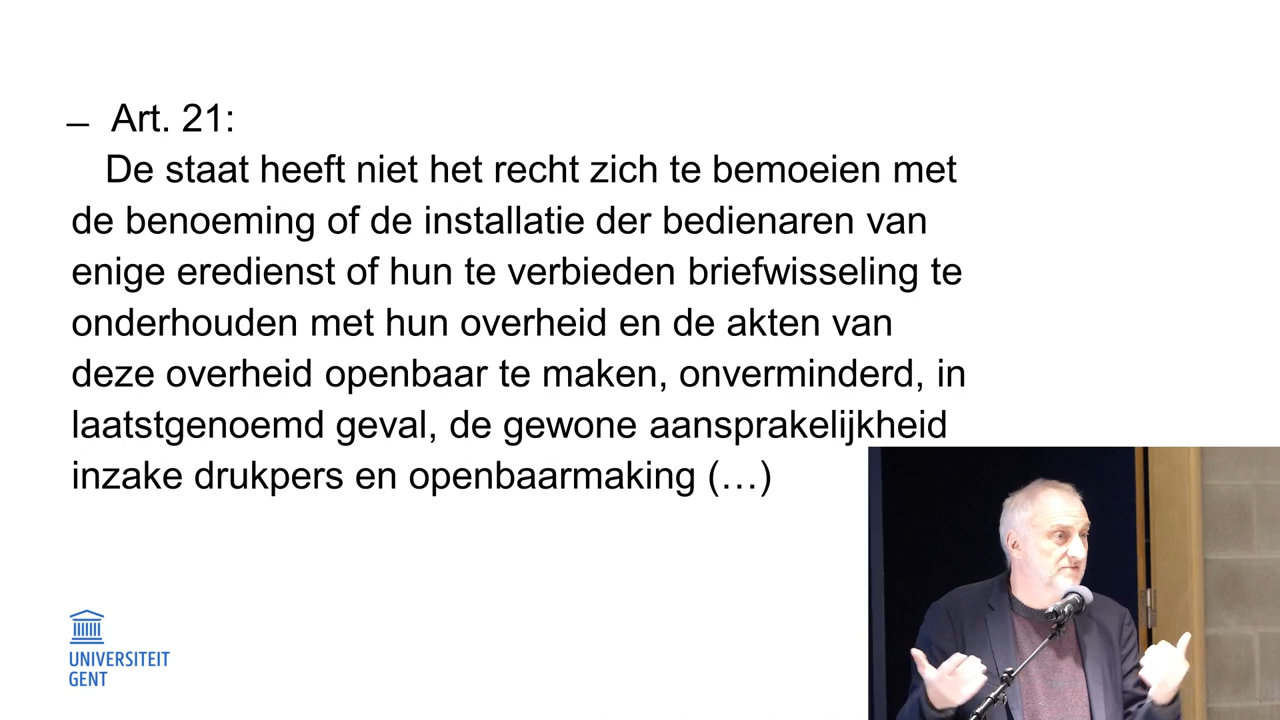 – Art. 21:
De staat heeft niet het recht zich te bemoeien met
de benoeming of de installatie der bedienaren van
enige eredienst of hun te verbieden briefwisseling te
onderhouden met hun overheid en de akten van
deze overheid openbaar te maken, onverminderd, in
laatstgenoemd geval, de gewone aansprakelijkheid
inzake drukpers en openbaarmaking (…)
UNIVERSITEIT
GENT